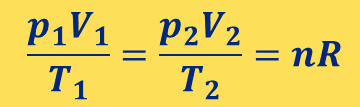 p₁V₁/T₁ = p₂V₂/T₂ = nR